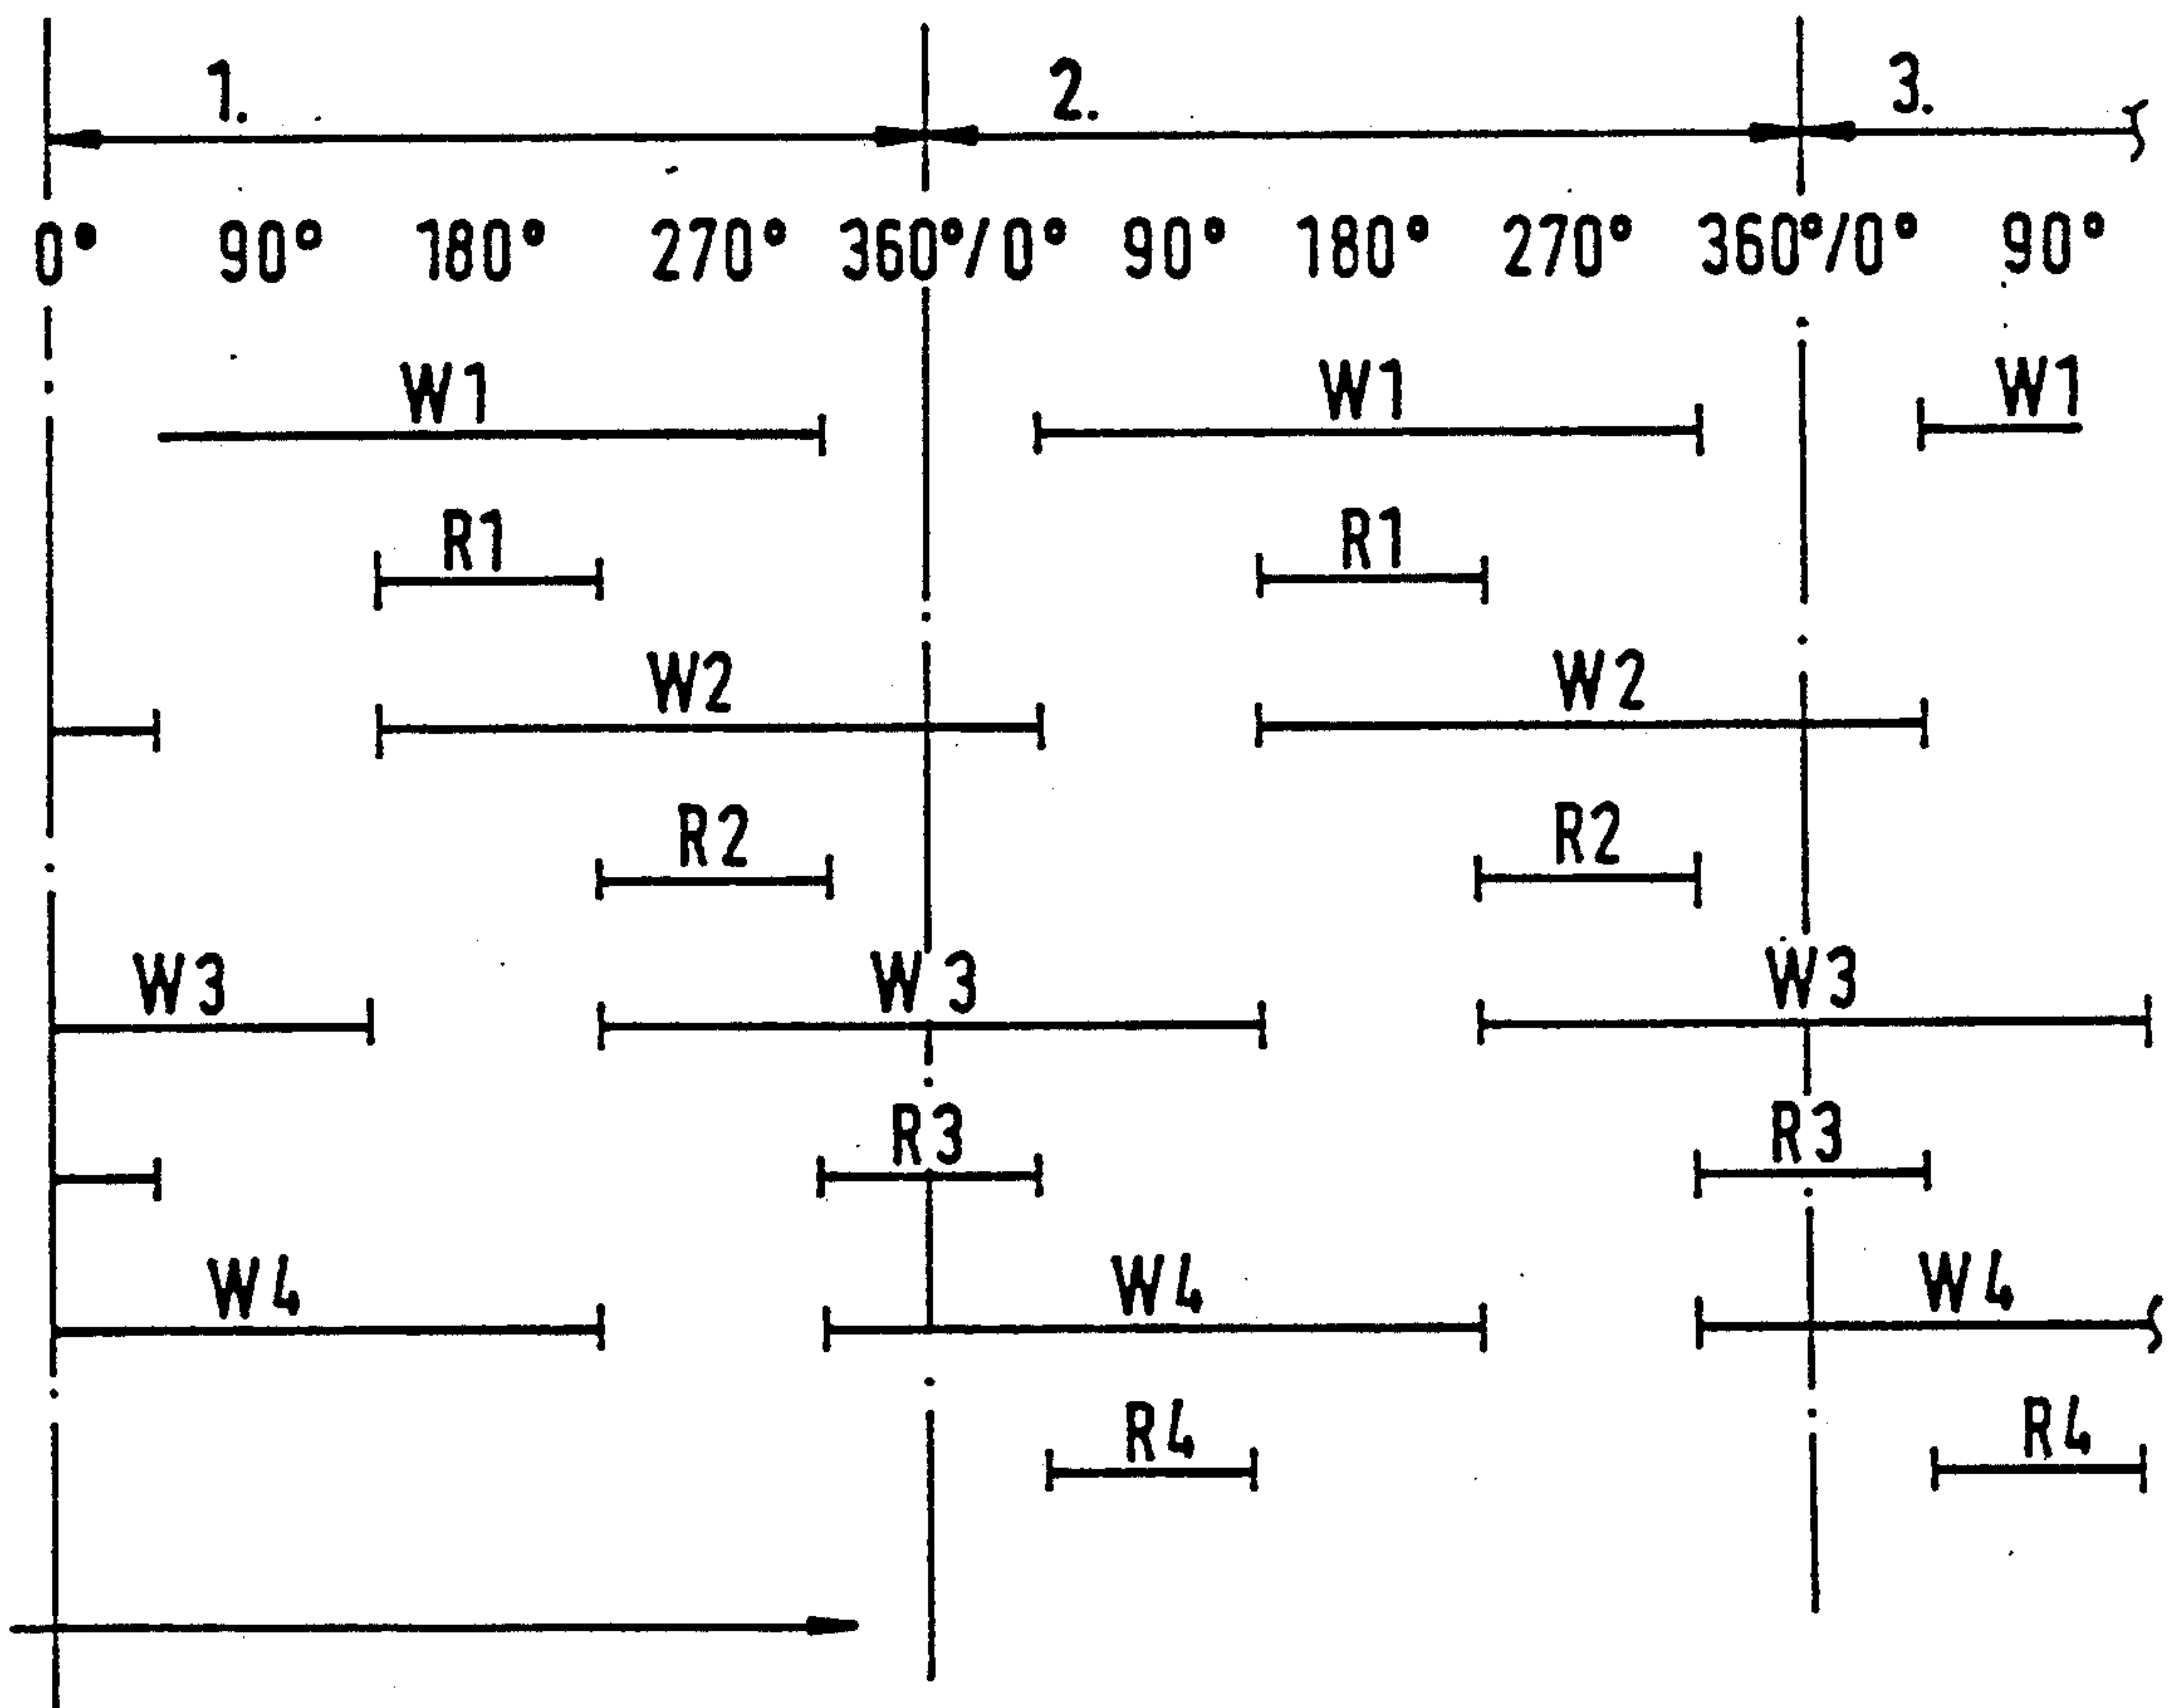 1. 2. 3.
0° 90° 180° 270° 360°/0° 90° 180° 270° 360°/0° 90°
W1 W1 W1
R1 R1
W2 W2
R2 R2
W3 W3 W3
R3 R3
W4 W4 W4
R4 R4